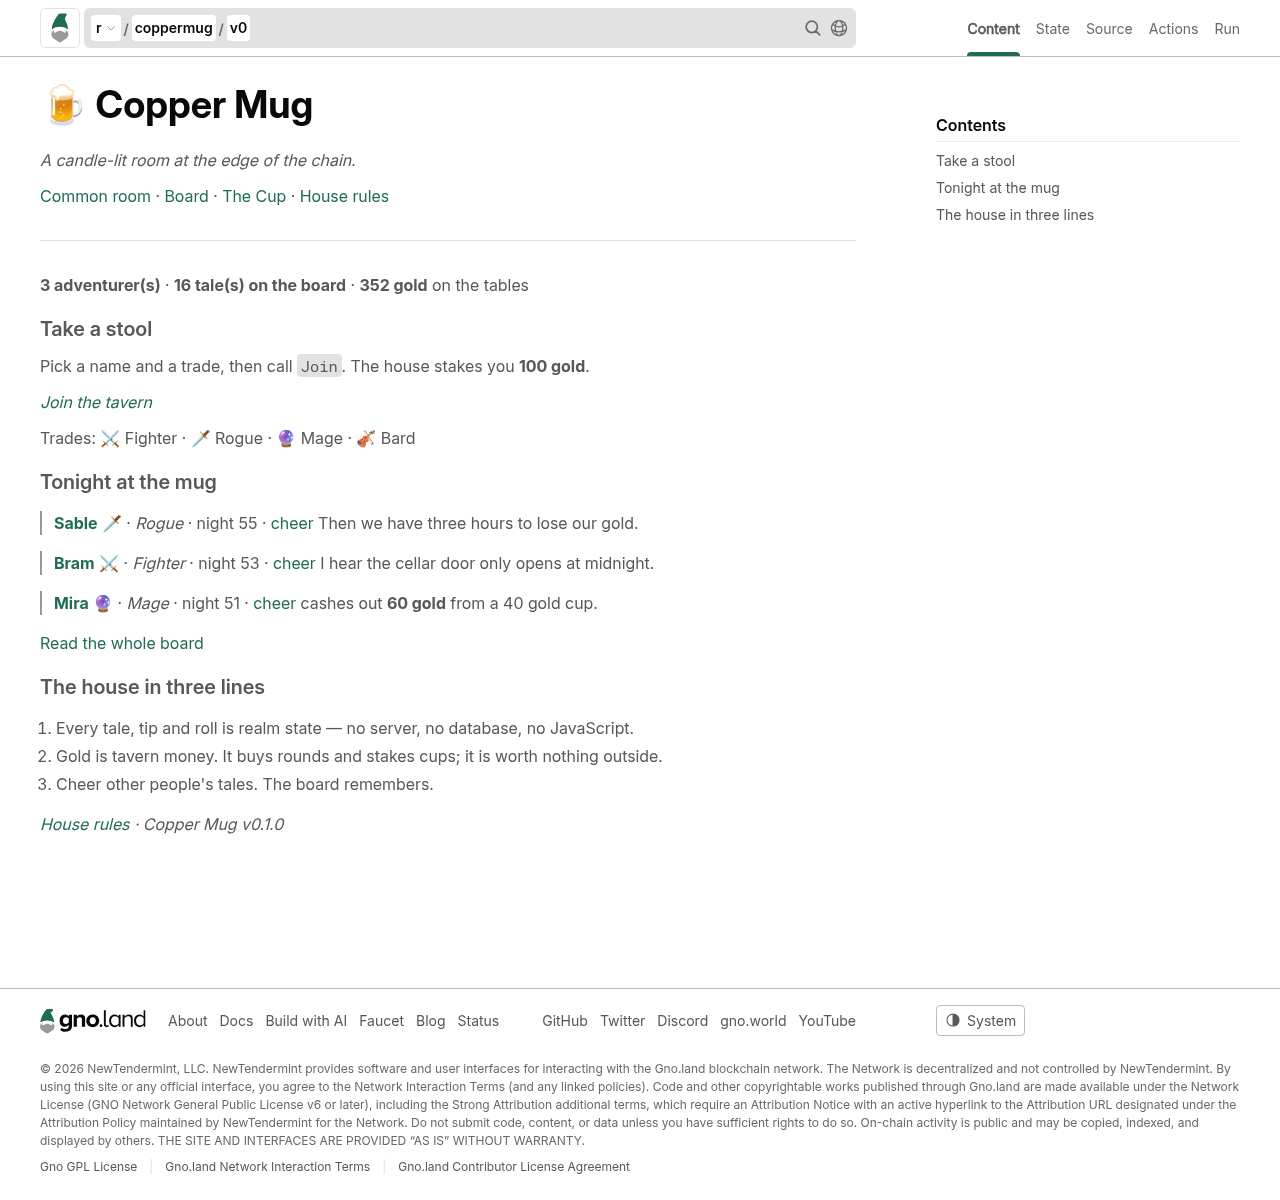 r / coppermug / v0
Content State Source Actions Run
🍺 Copper Mug
A candle-lit room at the edge of the chain.
Common room · Board · The Cup · House rules
Contents
Take a stool
Tonight at the mug
The house in three lines
3 adventurer(s) · 16 tale(s) on the board · 352 gold on the tables
Take a stool
Pick a name and a trade, then call Join. The house stakes you 100 gold.
Join the tavern
Trades: ⚔️ Fighter · 🗡️ Rogue · 🔮 Mage · 🎻 Bard
Tonight at the mug
Sable 🗡️ · Rogue · night 55 · cheer Then we have three hours to lose our gold.
Bram ⚔️ · Fighter · night 53 · cheer I hear the cellar door only opens at midnight.
Mira 🔮 · Mage · night 51 · cheer cashes out 60 gold from a 40 gold cup.
Read the whole board
The house in three lines
1. Every tale, tip and roll is realm state — no server, no database, no JavaScript.
2. Gold is tavern money. It buys rounds and stakes cups; it is worth nothing outside.
3. Cheer other people's tales. The board remembers.
House rules · Copper Mug v0.1.0
gno.land About Docs Build with AI Faucet Blog Status GitHub Twitter Discord gno.world YouTube System
© 2026 NewTendermint, LLC. NewTendermint provides software and user interfaces for interacting with the Gno.land blockchain network. The Network is decentralized and not controlled by NewTendermint. By
using this site or any official interface, you agree to the Network Interaction Terms (and any linked policies). Code and other copyrightable works published through Gno.land are made available under the Network
License (GNO Network General Public License v6 or later), including the Strong Attribution additional terms, which require an Attribution Notice with an active hyperlink to the Attribution URL designated under the
Attribution Policy maintained by NewTendermint for the Network. Do not submit code, content, or data unless you have sufficient rights to do so. On-chain activity is public and may be copied, indexed, and
displayed by others. THE SITE AND INTERFACES ARE PROVIDED “AS IS” WITHOUT WARRANTY.
Gno GPL License Gno.land Network Interaction Terms Gno.land Contributor License Agreement